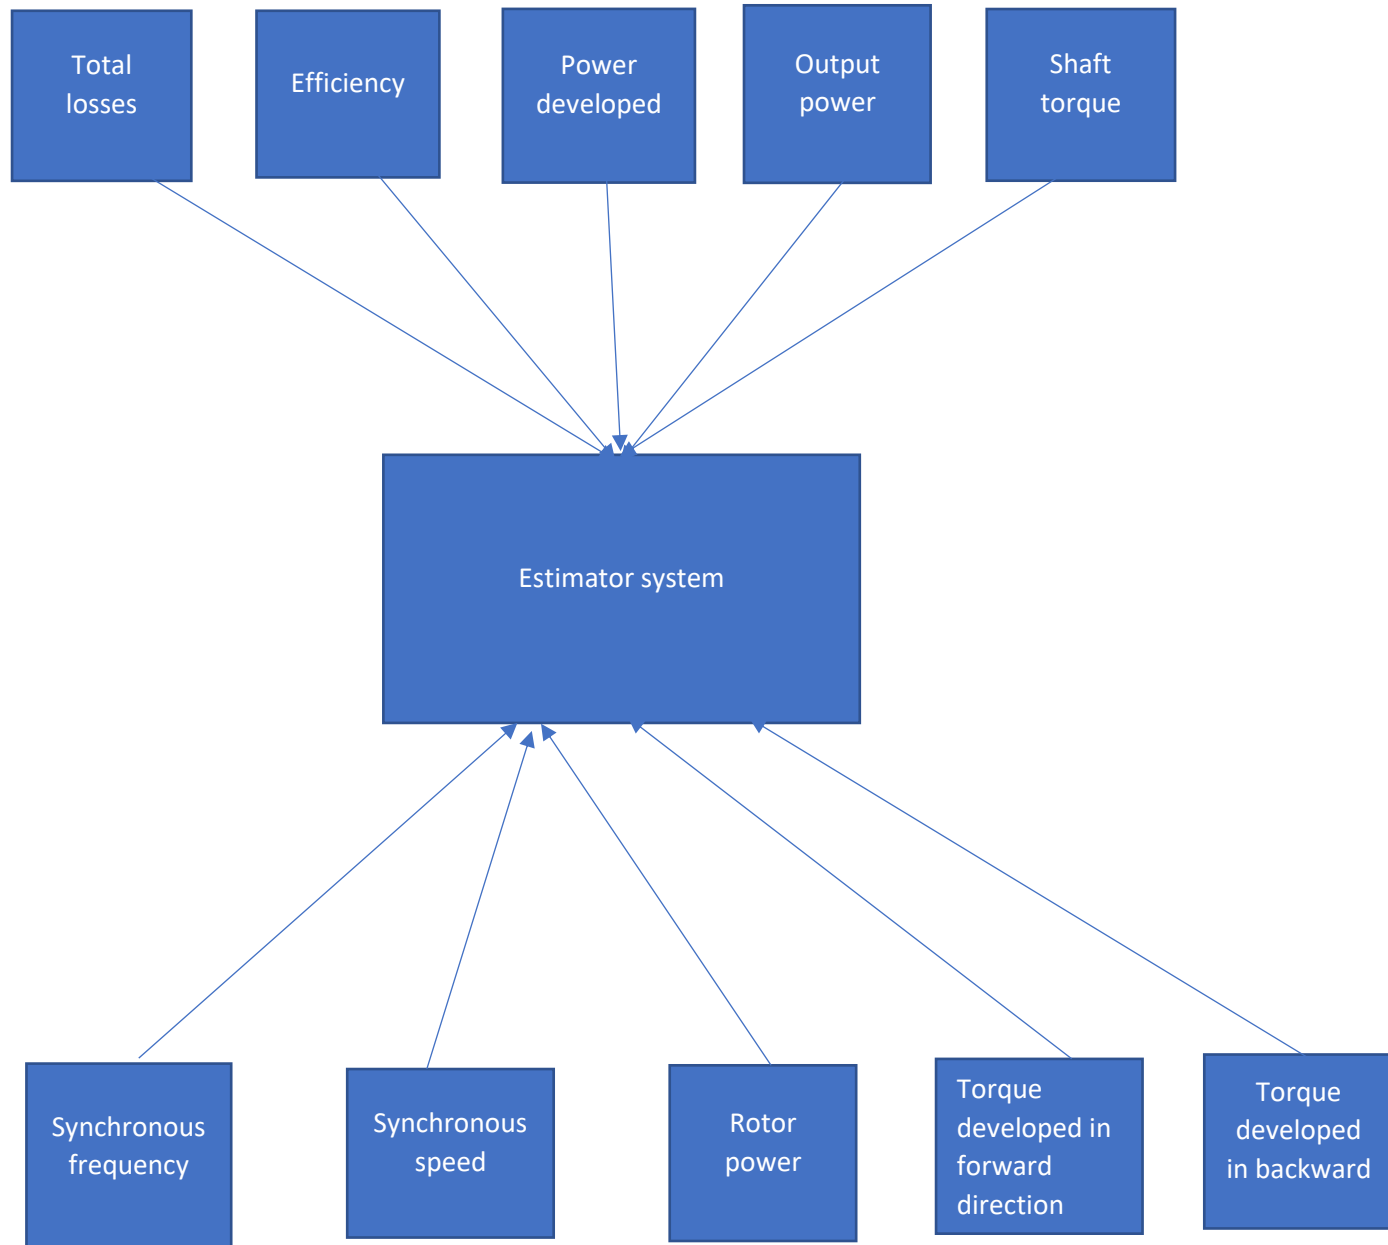 Total
losses
Efficiency
Power
developed
Output
power
Shaft
torque
Estimator system
Synchronous
frequency
Synchronous
speed
Rotor
power
Torque
developed in
forward
direction
Torque
developed
in backward